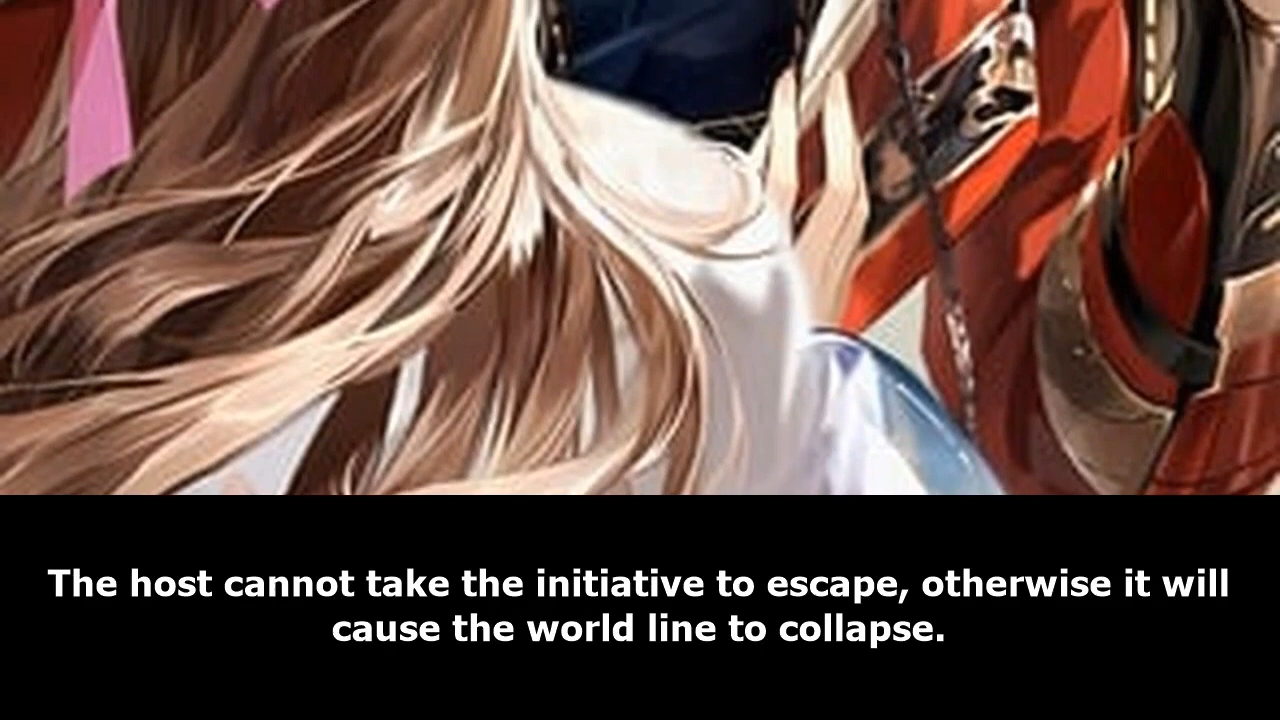 The host cannot take the initiative to escape, otherwise it will
cause the world line to collapse.